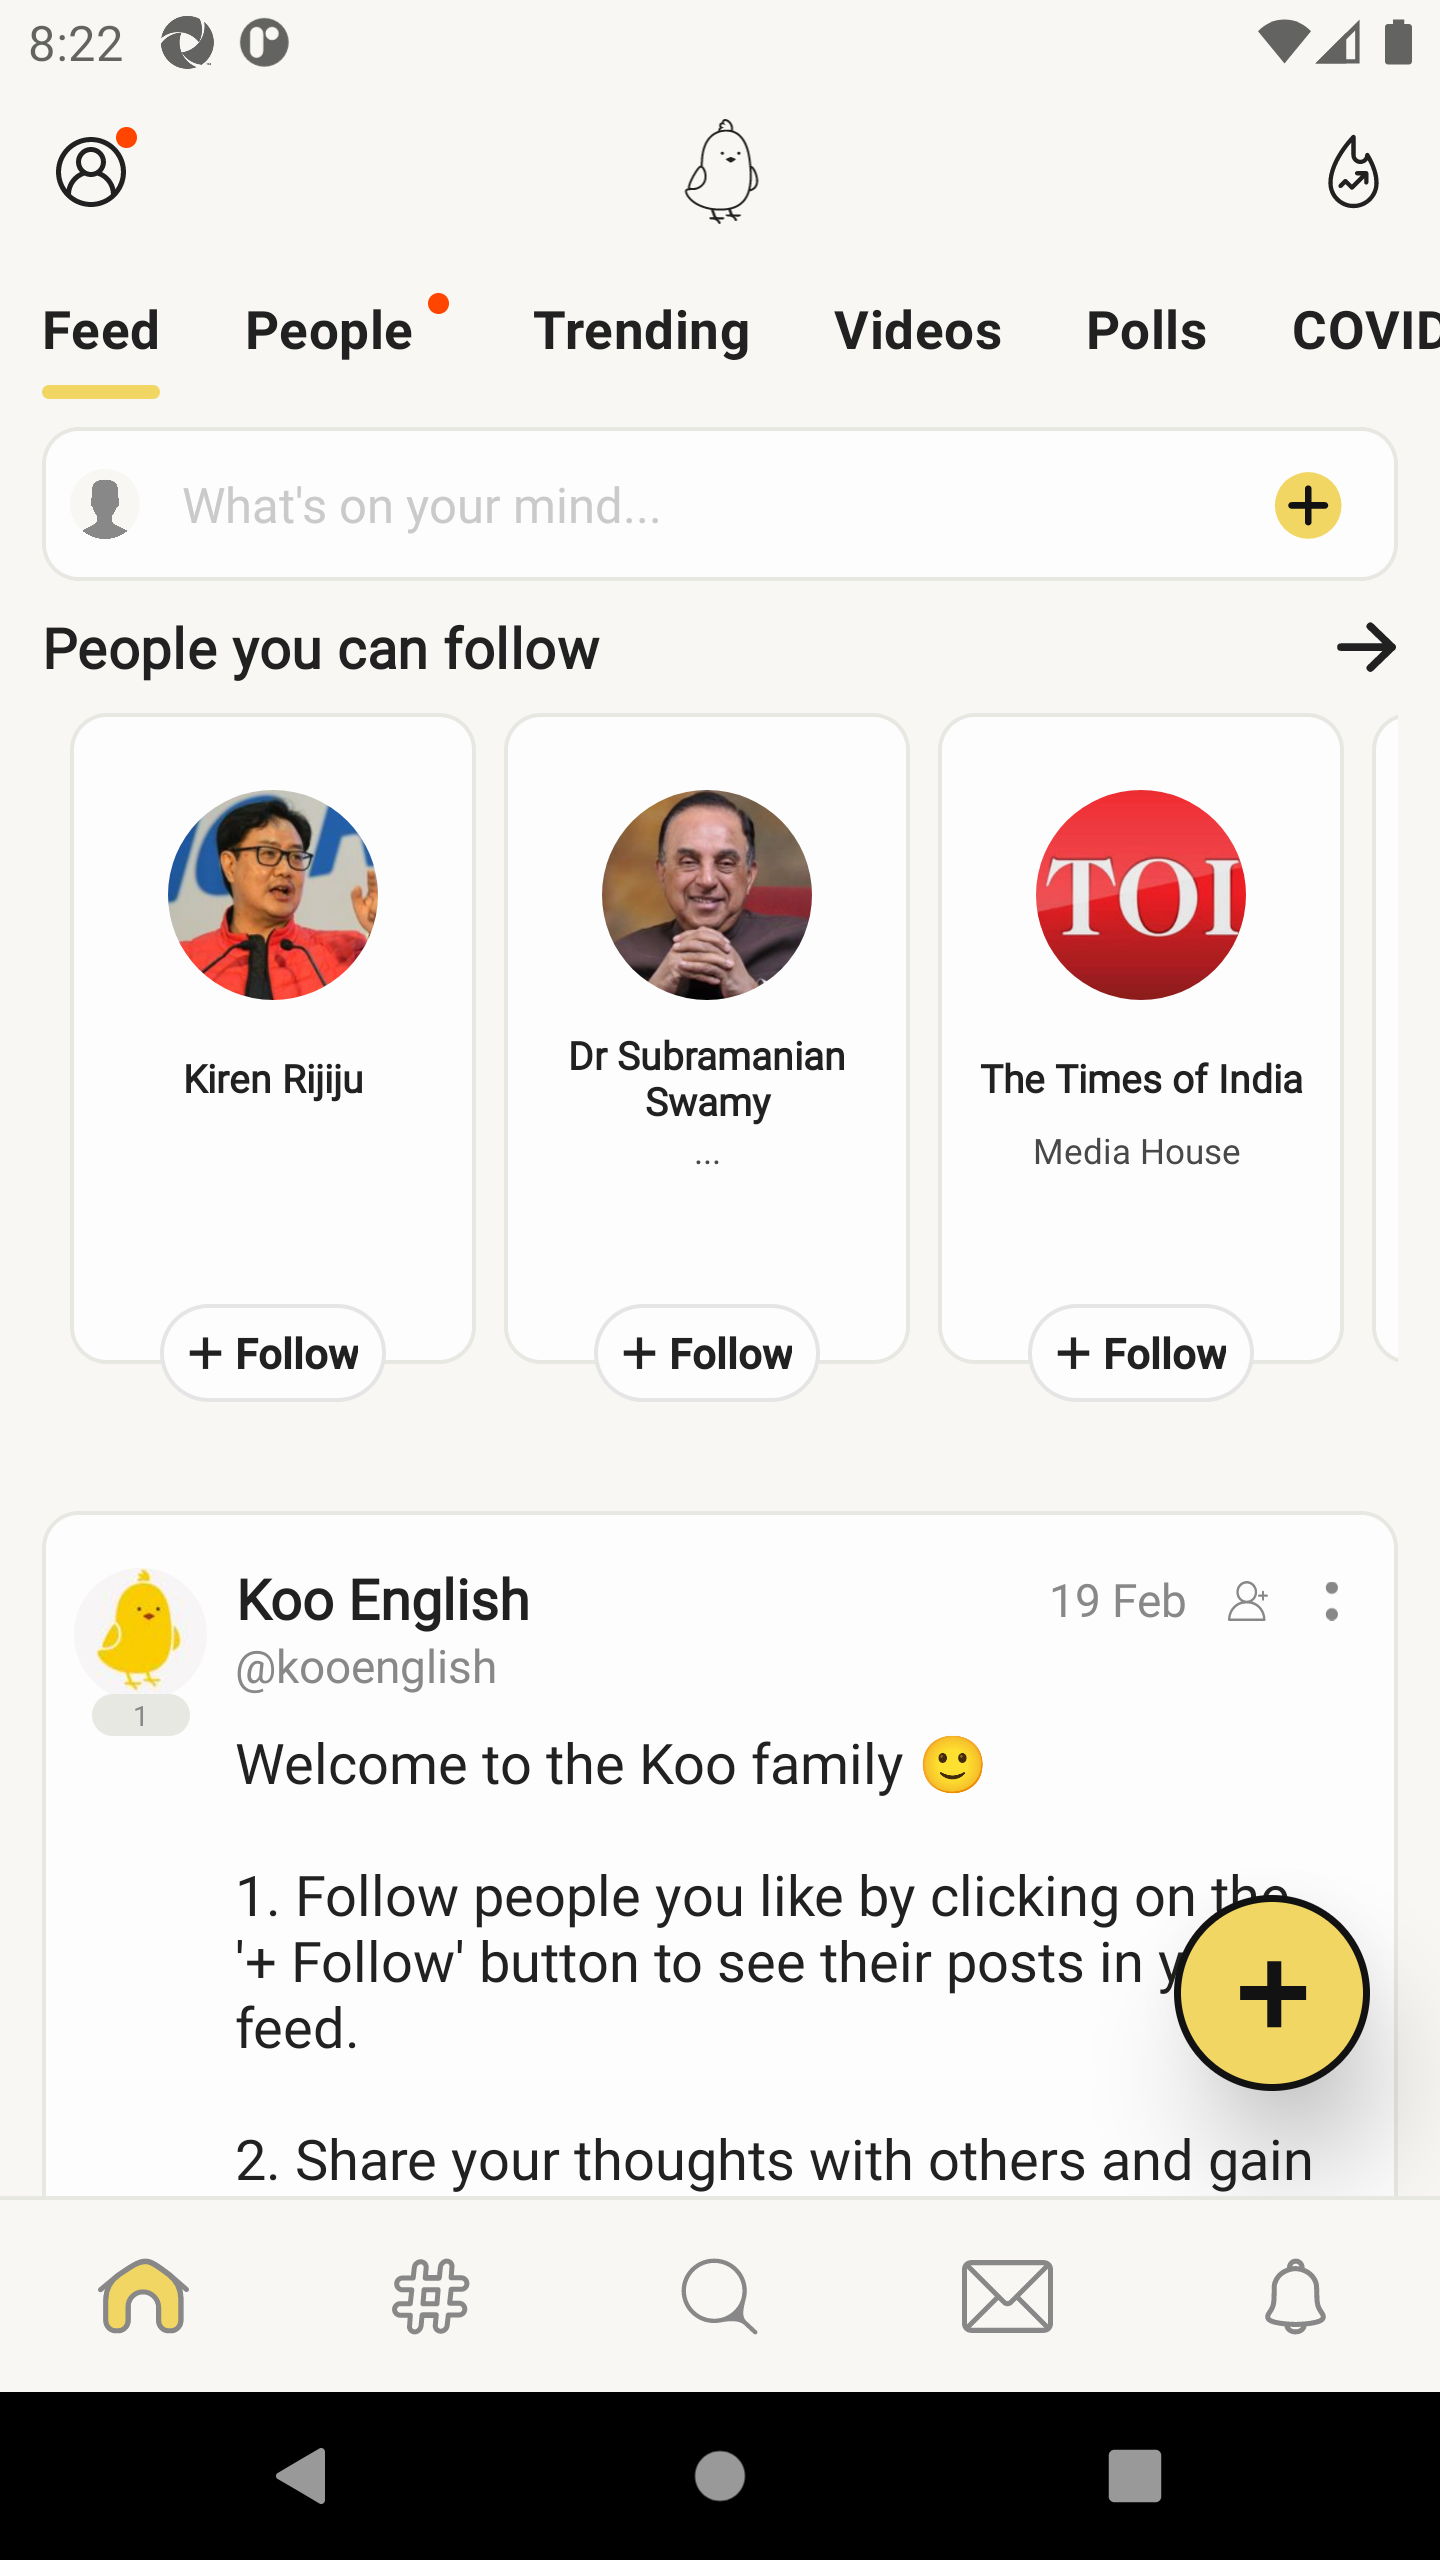 8:22
Feed People Trending Videos Polls COVID
What's on your mind...
People you can follow
TOI
Kiren Rijiju
Dr Subramanian
Swamy
...
The Times of India
Media House
+ Follow
+ Follow
+ Follow
Koo English
19 Feb
@kooenglish
1
Welcome to the Koo family 🙂
1. Follow people you like by clicking on the
'+ Follow' button to see their posts in y
feed.
2. Share your thoughts with others and gain